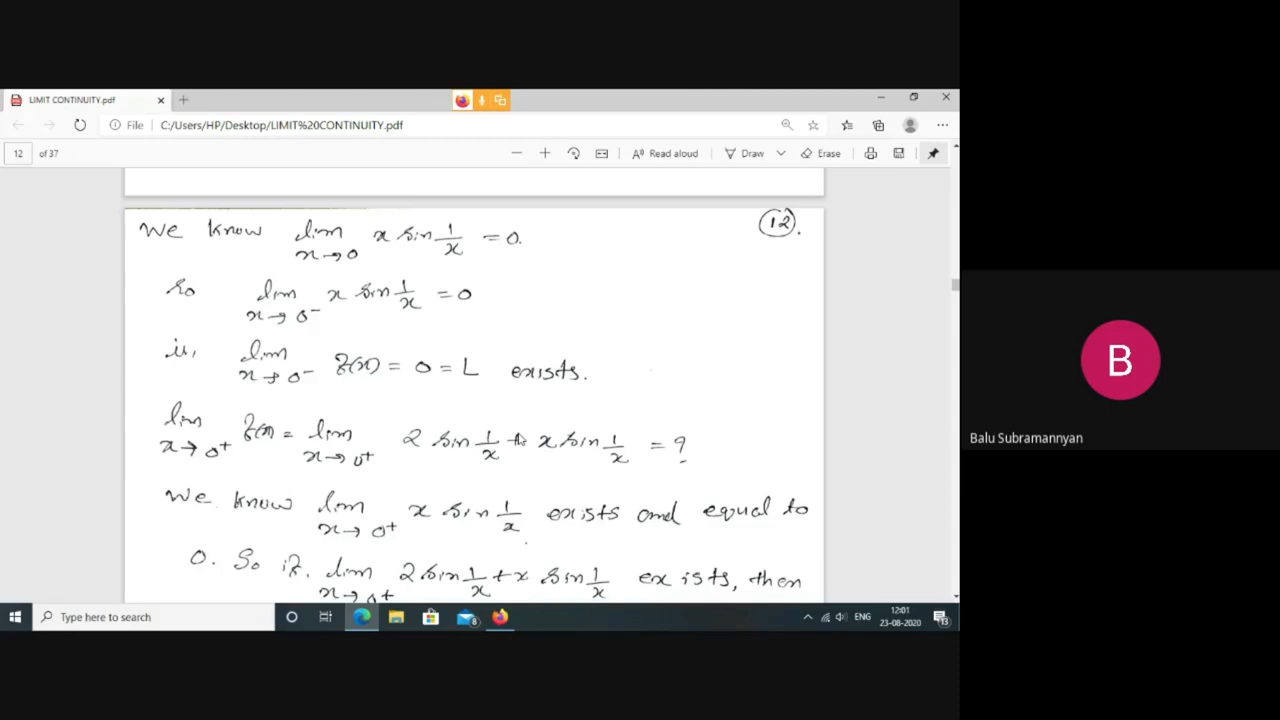 LIMIT CONTINUITY.pdf
File
C:/Users/HP/Desktop/LIMIT%20CONTINUITY.pdf
12 of 37
Read aloud
Draw
Erase
12.
We know lim x→0 x sin 1/x = 0.
So lim x→0⁻ x sin 1/x = 0
ie, lim x→0⁻ f(x) = 0 = L exists.
lim x→0⁺ f(x) = lim x→0⁺ 2 sin 1/x + x sin 1/x = ?
We know lim x→0⁺ x sin 1/x exists and equal to
0. So if lim x→0⁺ 2 sin 1/x + x sin 1/x exists, then
B
Balu Subramannyan
Type here to search
8
ENG
12:01
23-08-2020
13